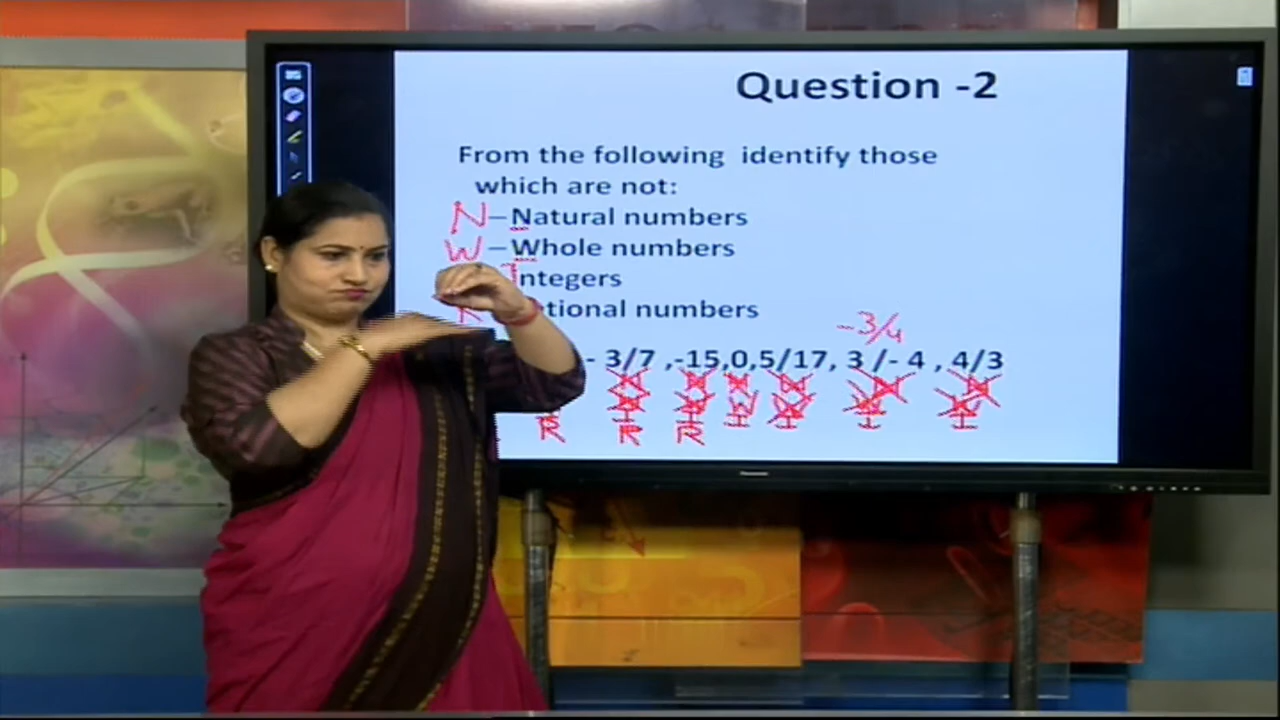 Question -2
From the following identify those
which are not:
N – Natural numbers
W – Whole numbers
Integers
tional numbers
-3/4
- 3/7 ,-15,0,5/17, 3 /- 4 , 4/3
N N N N N N
W W W W W W
I I I I I I
R R R
Panasonic